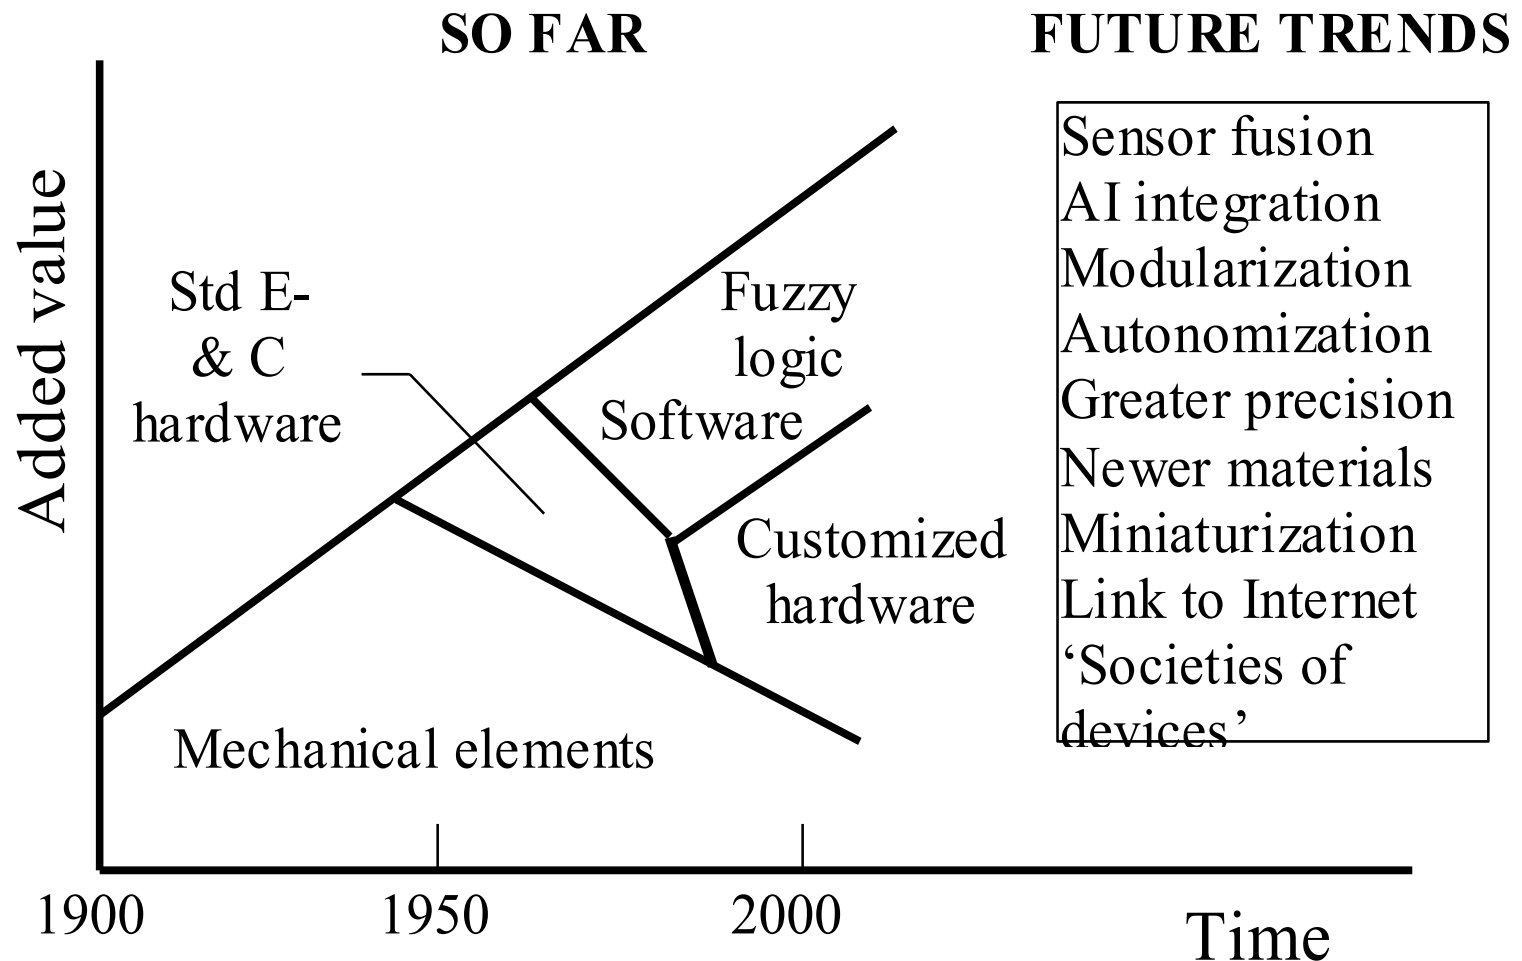 SO FAR
FUTURE TRENDS
Added value
Std E-
& C
hardware
Fuzzy
logic
Software
Customized
hardware
Mechanical elements
1900
1950
2000
Time
Sensor fusion
AI integration
Modularization
Autonomization
Greater precision
Newer materials
Miniaturization
Link to Internet
‘Societies of
devices’